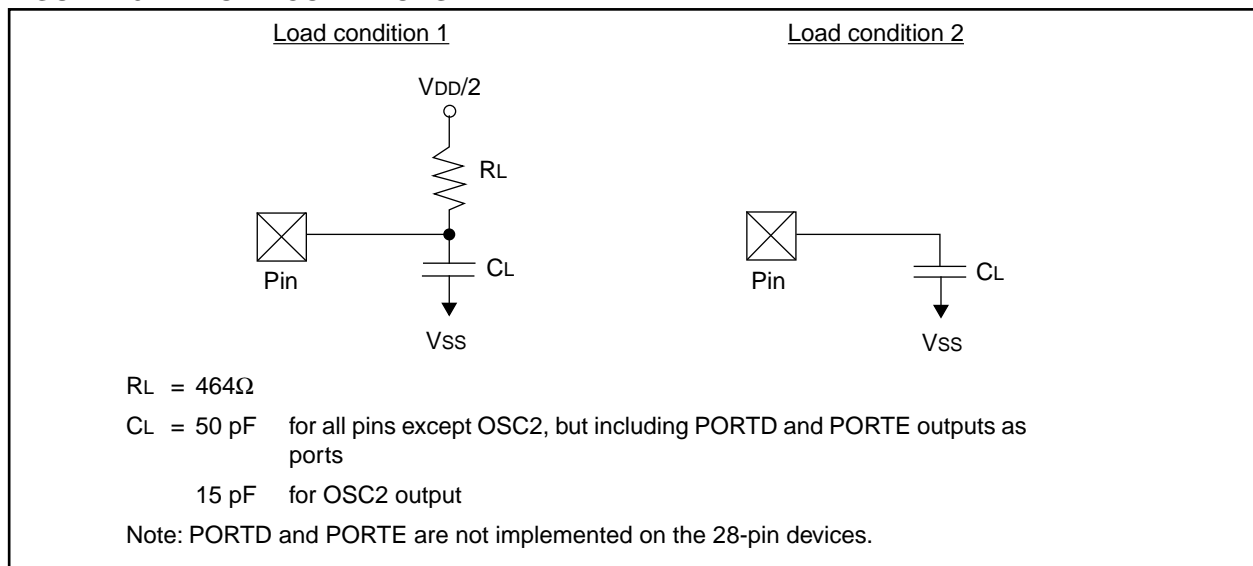 Load condition 1
Load condition 2
VDD/2
RL
Pin
CL
VSS
Pin
CL
VSS
RL = 464Ω
CL = 50 pF for all pins except OSC2, but including PORTD and PORTE outputs as
ports
15 pF for OSC2 output
Note: PORTD and PORTE are not implemented on the 28-pin devices.